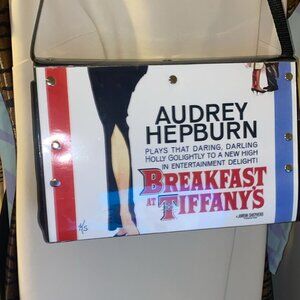 AUDREY
HEPBURN
PLAYS THAT DARING, DARLING
HOLLY GOLIGHTLY TO A NEW HIGH
IN ENTERTAINMENT DELIGHT!
BREAKFAST
AT TIFFANY'S